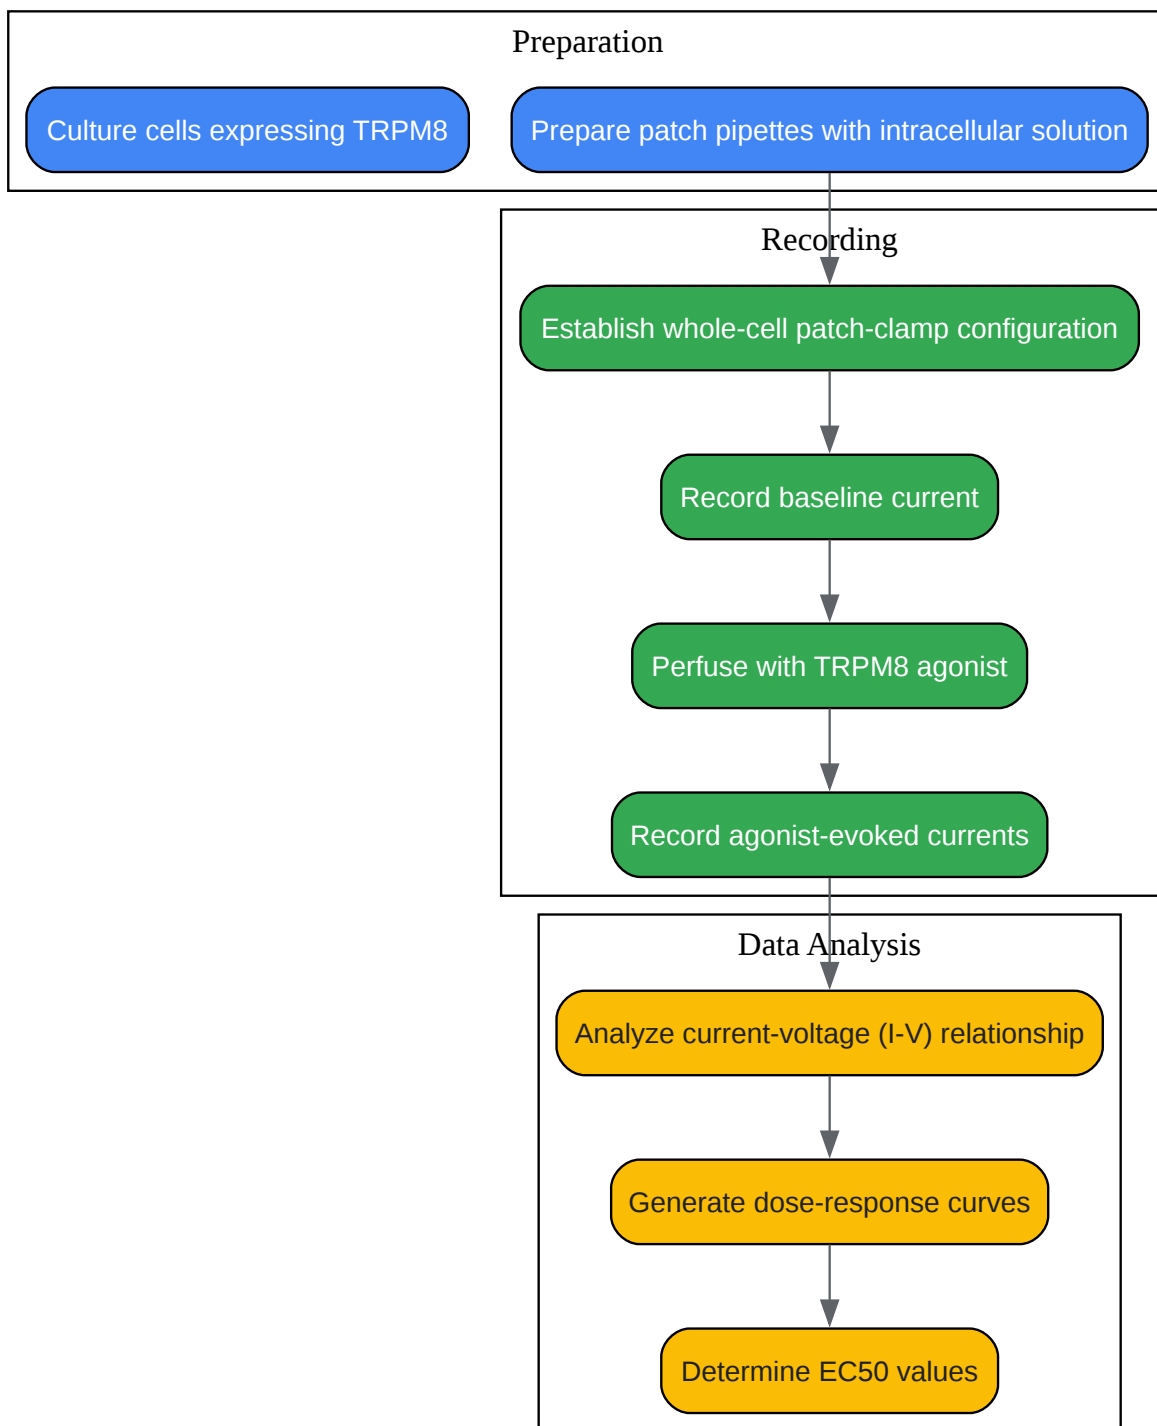 Preparation
Culture cells expressing TRPM8
Prepare patch pipettes with intracellular solution
Recording
Establish whole-cell patch-clamp configuration
Record baseline current
Perfuse with TRPM8 agonist
Record agonist-evoked currents
Data Analysis
Analyze current-voltage (I-V) relationship
Generate dose-response curves
Determine EC50 values